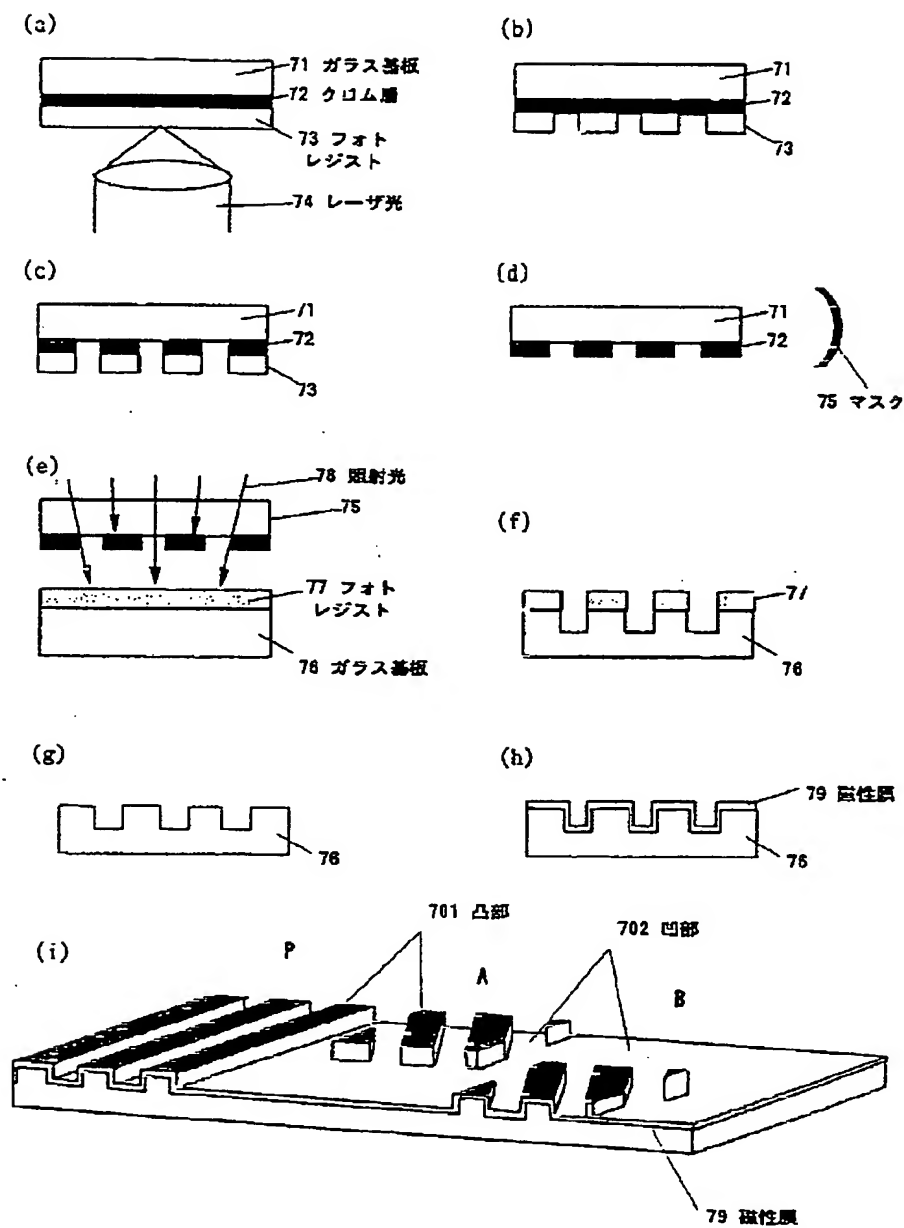 (a)
71 ガラス基板
72 クロム層
73 フォト
レジスト
74 レーザ光
(b)
71
72
73
(c)
71
72
73
(d)
71
72
75 マスク
(e)
78 照射光
75
77 フォト
レジスト
76 ガラス基板
(f)
77
76
(g)
76
(h)
79 磁性膜
76
(i)
P
701 凸部
A
702 凹部
B
79 磁性膜